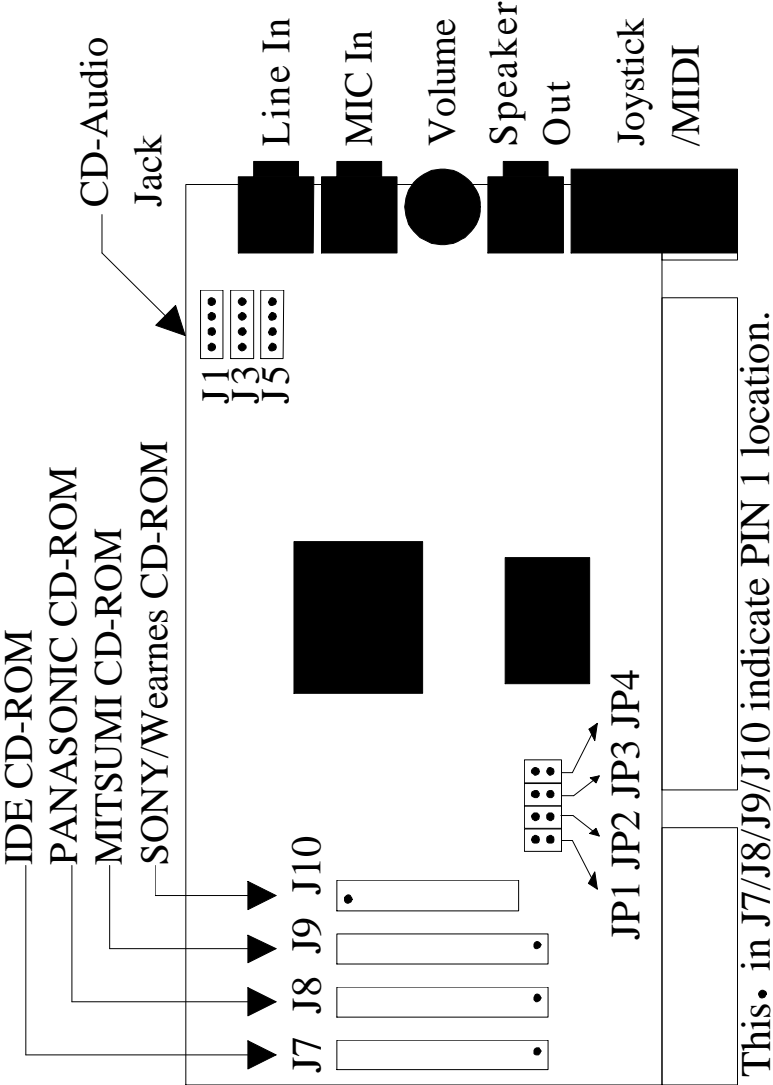 IDE CD-ROM
PANASONIC CD-ROM
MITSUMI CD-ROM
SONY/Wearnes CD-ROM
CD-Audio
Jack
J7
J8
J9
J10
J1
J3
J5
Line In
MIC In
Volume
Speaker
Out
Joystick
/MIDI
JP1 JP2 JP3 JP4
This• in J7/J8/J9/J10 indicate PIN 1 location.